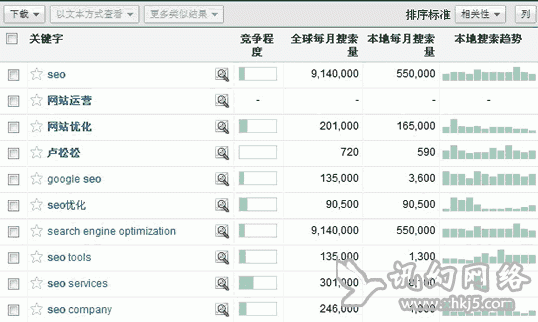 下载 以文本方式查看 更多类似结果 排序标准 相关性 列
关键字 竞争程度 全球每月搜索量 本地每月搜索量 本地搜索趋势
seo 9,140,000 550,000
网站运营 - - - -
网站优化 201,000 165,000
卢松松 720 590
google seo 135,000 3,600
seo优化 90,500 90,500
search engine optimization 9,140,000 550,000
seo tools 135,000 1,300
seo services 301,000
seo company 246,000
讯幻网络
www.xhkj5.com